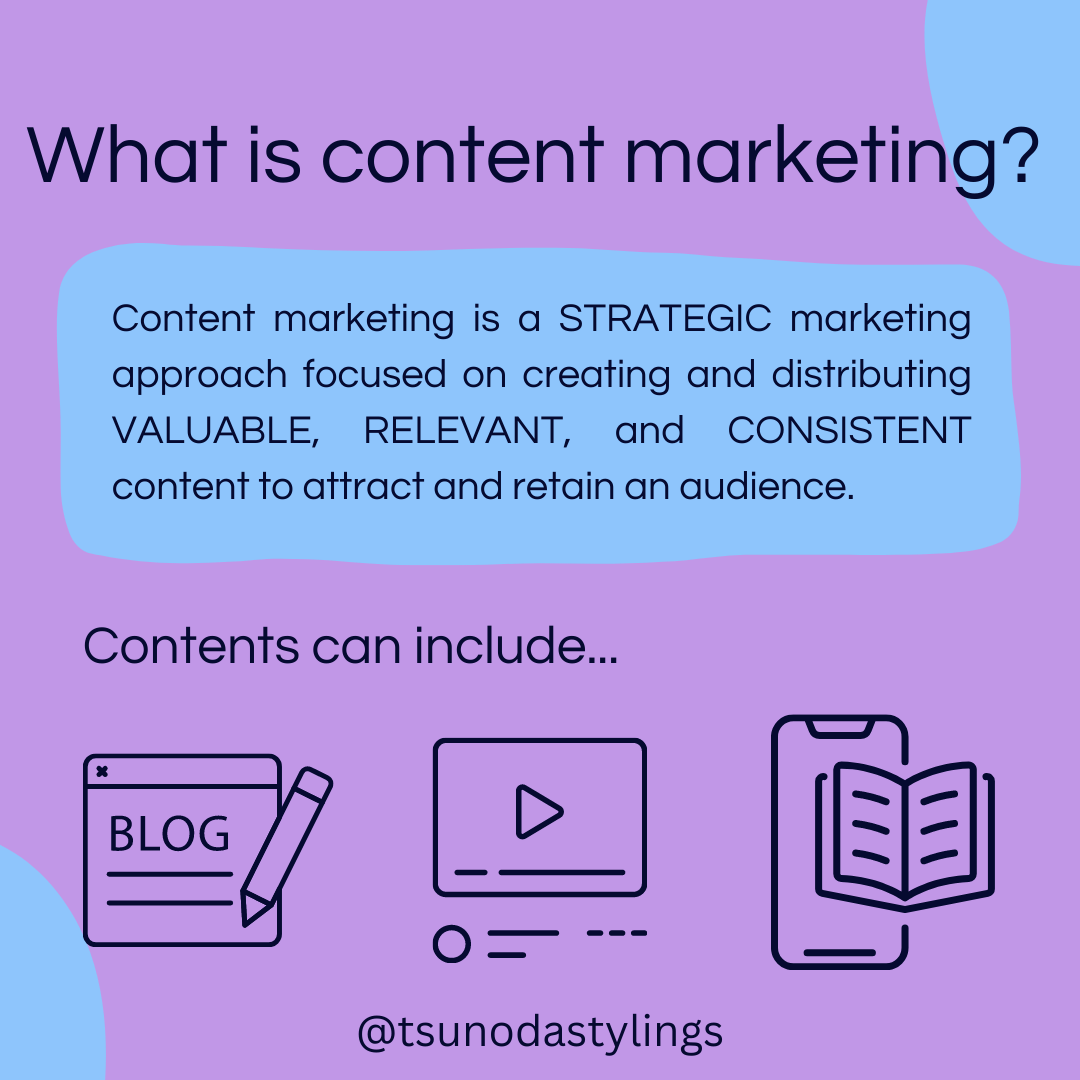 What is content marketing?
Content marketing is a STRATEGIC marketing
approach focused on creating and distributing
VALUABLE, RELEVANT, and CONSISTENT
content to attract and retain an audience.
Contents can include...
BLOG
@tsunodastylings